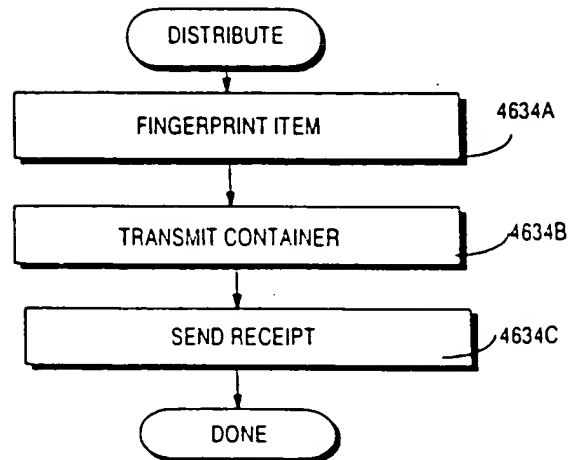 DISTRIBUTE
FINGERPRINT ITEM
4634A
TRANSMIT CONTAINER
4634B
SEND RECEIPT
4634C
DONE